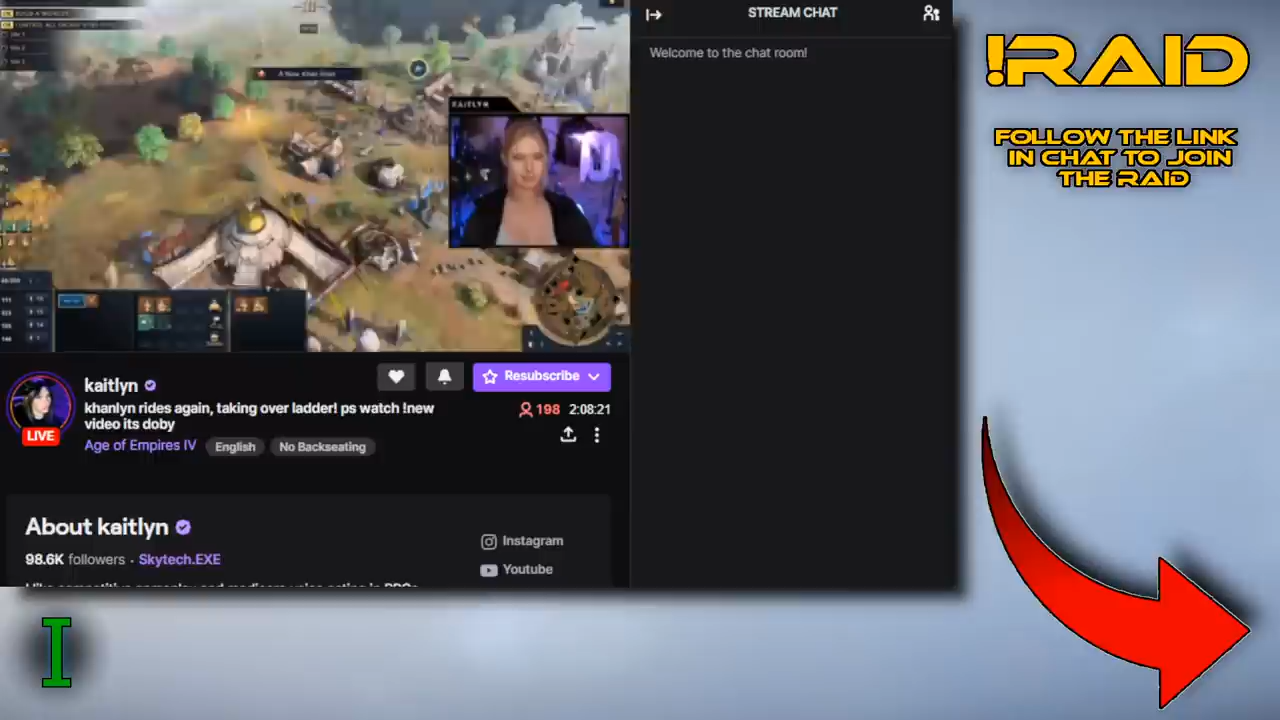 KAITLYN
STREAM CHAT
Welcome to the chat room!
!RAID
FOLLOW THE LINK
IN CHAT TO JOIN
THE RAID
kaitlyn
Resubscribe
khanlyn rides again, taking over ladder! ps watch !new
video its doby
198 2:08:21
LIVE
Age of Empires IV English No Backseating
About kaitlyn
98.6K followers · Skytech.EXE
Instagram
Youtube
I